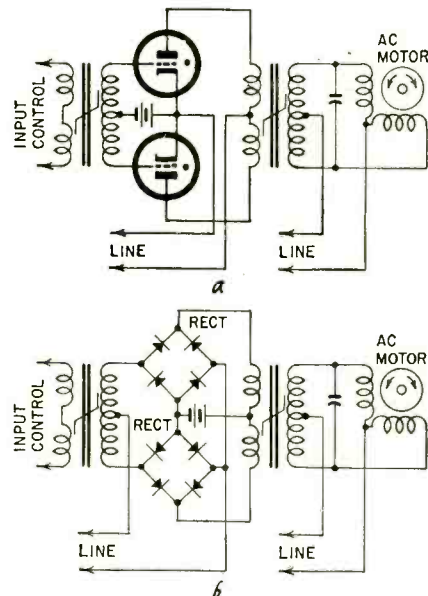 AC
MOTOR
INPUT
CONTROL
LINE
LINE
a
RECT
AC
MOTOR
INPUT
CONTROL
RECT
LINE
LINE
b